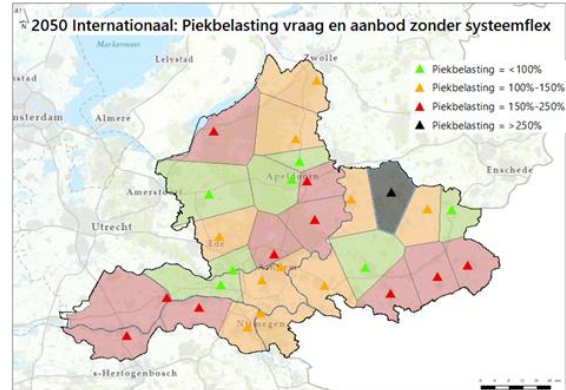 2050 Internationaal: Piekbelasting vraag en aanbod zonder systeemflex
Markermeer
Lelystad
Zwolle
Piekbelasting = <100%
Piekbelasting = 100%-150%
Piekbelasting = 150%-250%
Piekbelasting = >250%
msterdam
Almere
Enschede
Apeldoorn
Amersfoort
Utrecht
Ede
Nijmegen
s-Hertogenbosch